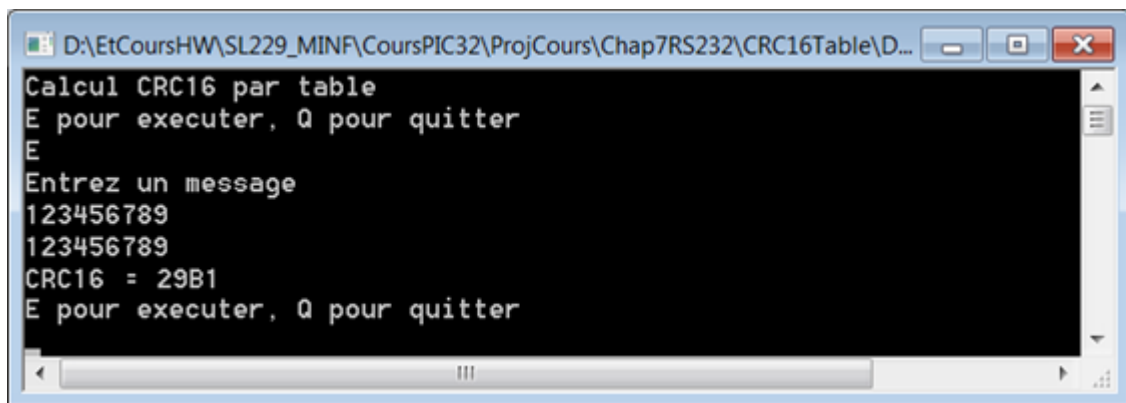 D:\EtCoursHW\SL229_MINF\CoursPIC32\ProjCours\Chap7RS232\CRC16Table\D...
Calcul CRC16 par table
E pour executer, Q pour quitter
E
Entrez un message
123456789
123456789
CRC16 = 29B1
E pour executer, Q pour quitter